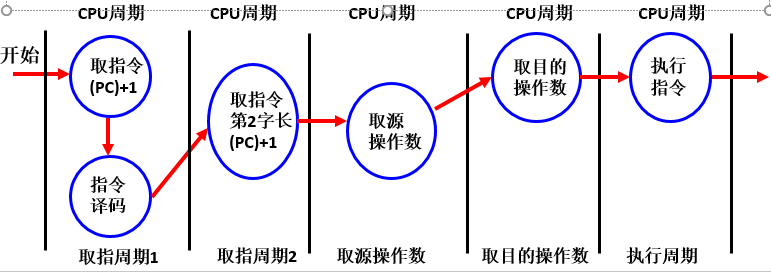 CPU周期 CPU周期 CPU周期 CPU周期 CPU周期
开始
取指令
(PC)+1
指令
译码
取指令
第2字长
(PC)+1
取源
操作数
取目的
操作数
执行
指令
取指周期1 取指周期2 取源操作数 取目的操作数 执行周期